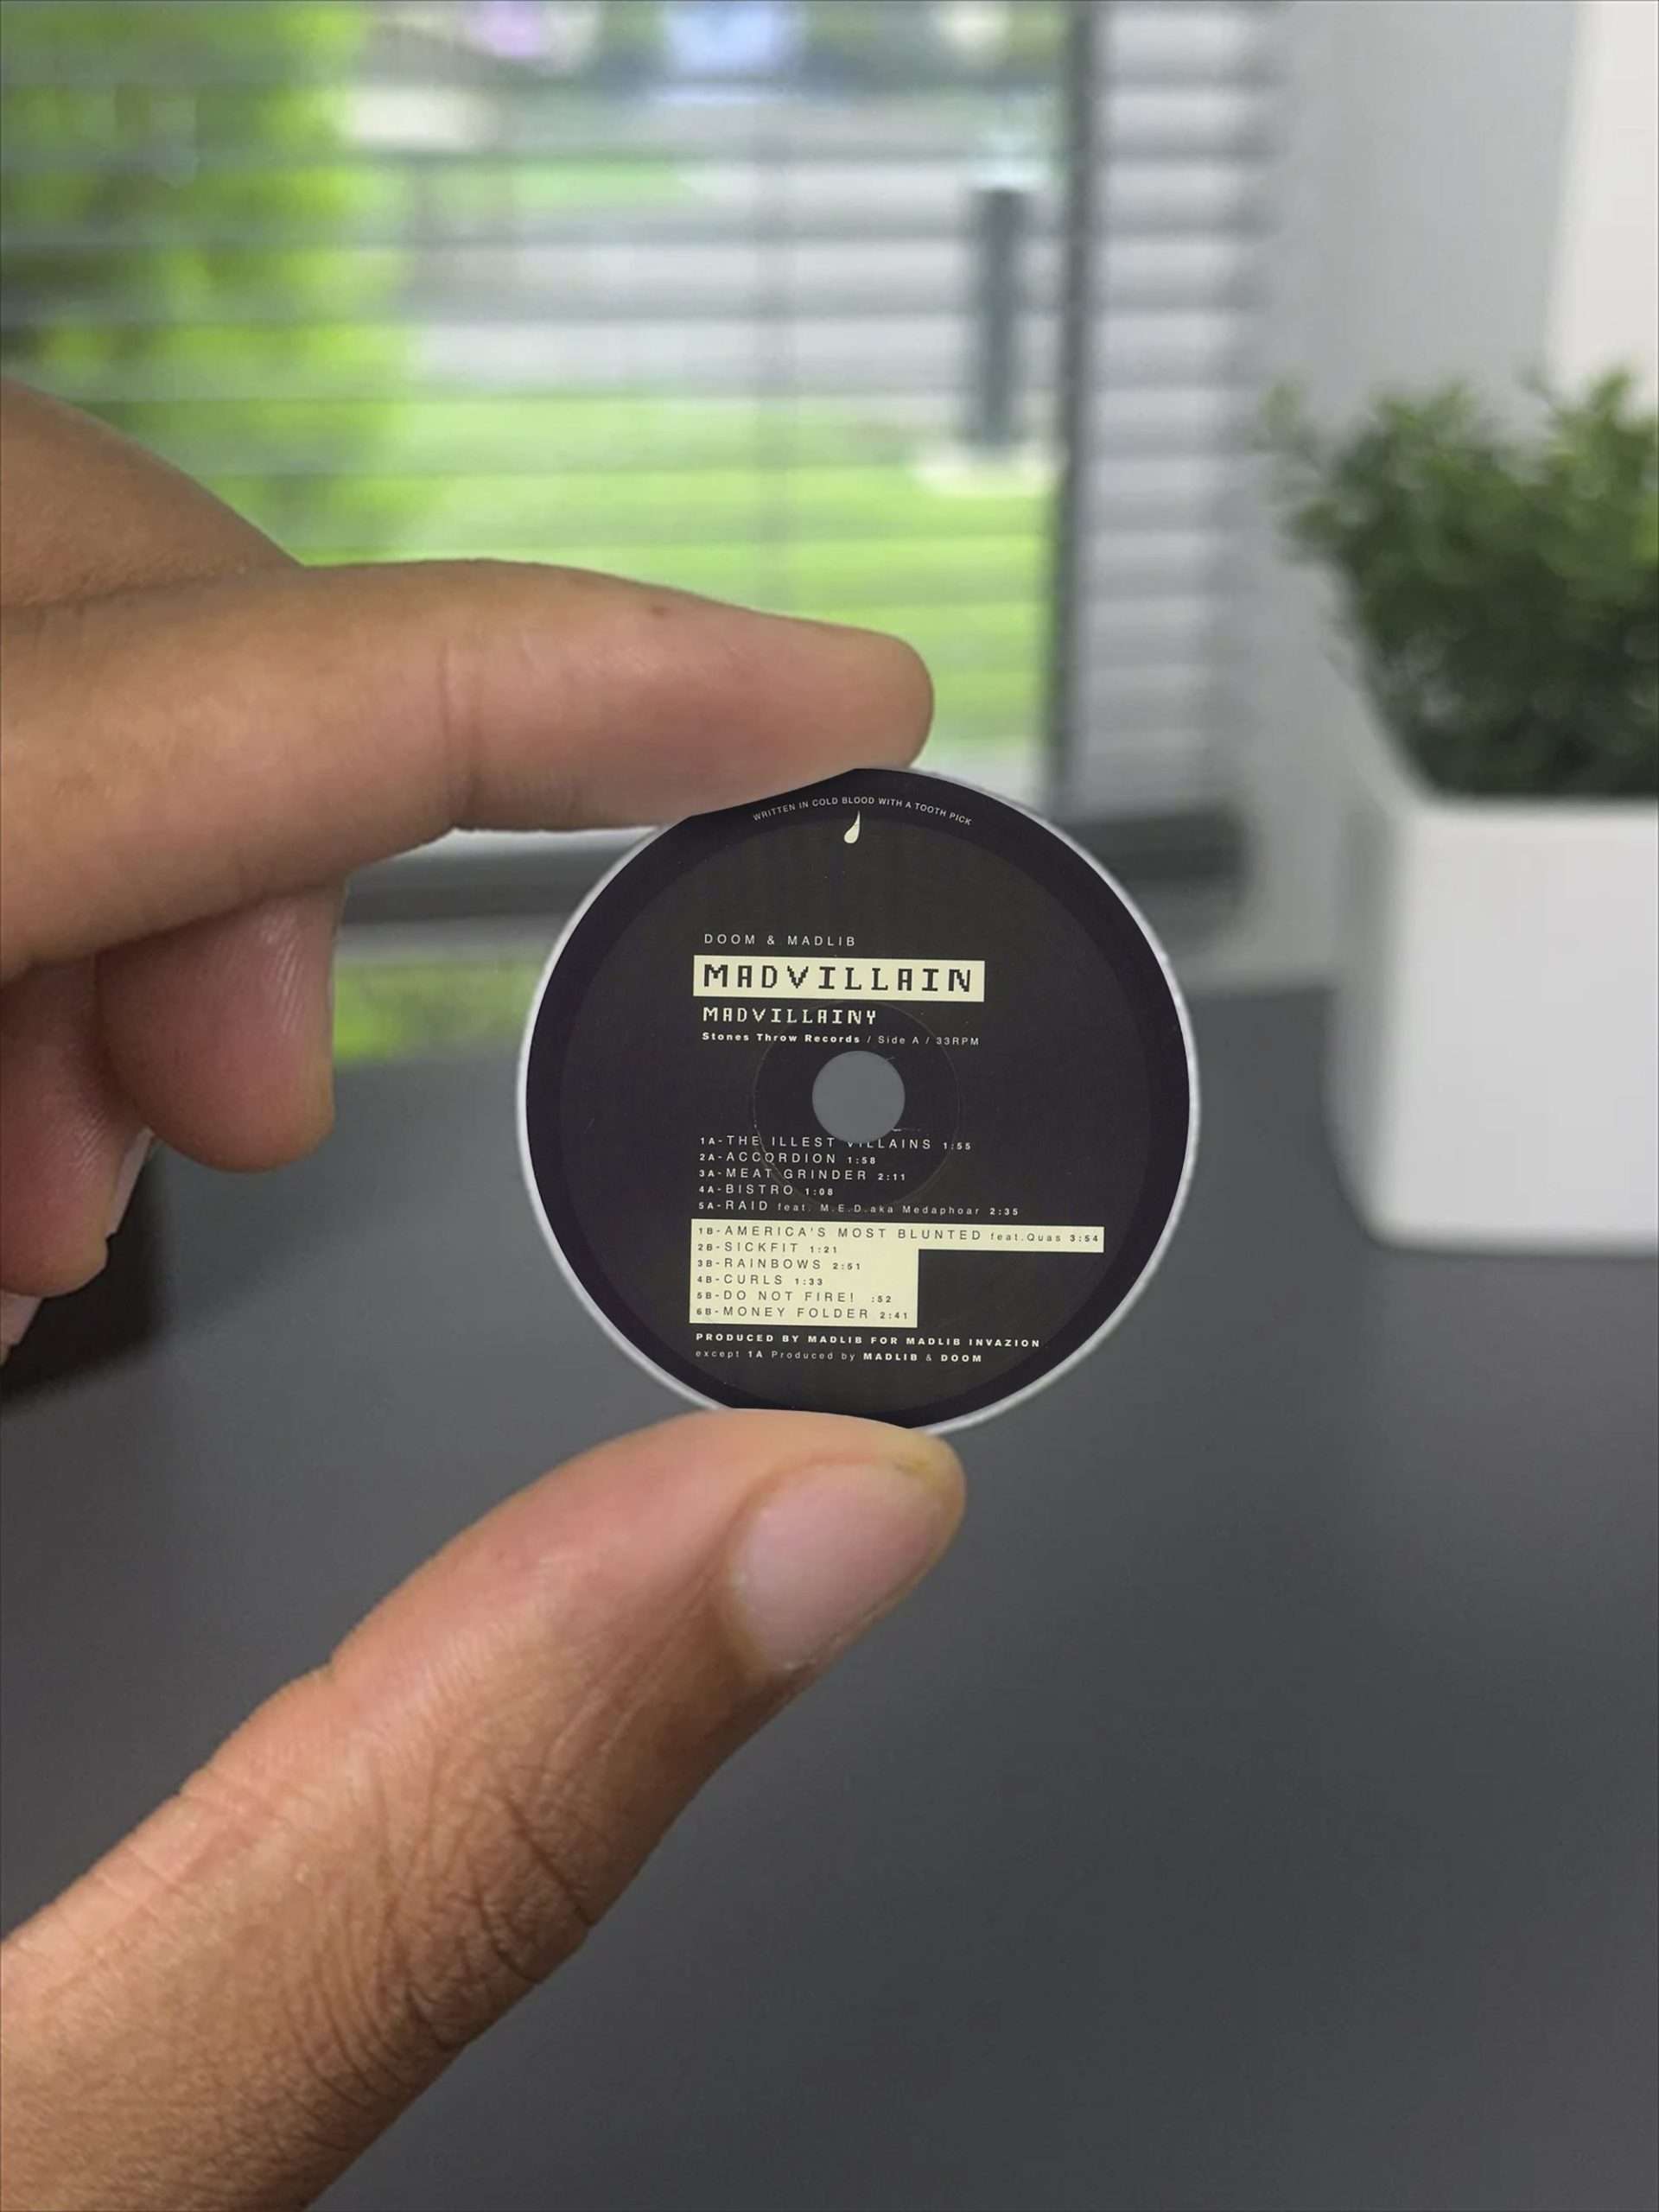 WRITTEN IN COLD BLOOD WITH A TOOTH PICK
DOOM & MADLIB
MADVILLAIN
MADVILLAINY
Stones Throw Records / Side A / 33RPM
1A-THE ILLEST VILLAINS 1:55
2A-ACCORDION 1:58
3A-MEAT GRINDER 2:11
4A-BISTRO 1:08
5A-RAID feat. M.E.D.aka Medaphoar 2:35
1B-AMERICA'S MOST BLUNTED feat.Quas 3:54
2B-SICKFIT 1:21
3B-RAINBOWS 2:51
4B-CURLS 1:33
5B-DO NOT FIRE! :52
6B-MONEY FOLDER 2:41
PRODUCED BY MADLIB FOR MADLIB INVAZION
except 1A Produced by MADLIB & DOOM